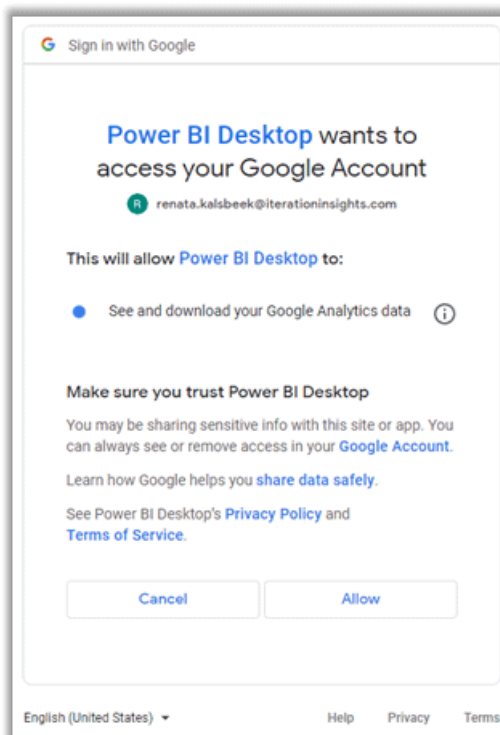 Sign in with Google
Power BI Desktop wants to
access your Google Account
R renata.kalsbeek@iterationinsights.com
This will allow Power BI Desktop to:
See and download your Google Analytics data
Make sure you trust Power BI Desktop
You may be sharing sensitive info with this site or app. You
can always see or remove access in your Google Account.
Learn how Google helps you share data safely.
See Power BI Desktop's Privacy Policy and
Terms of Service.
Cancel Allow
English (United States) Help Privacy Terms